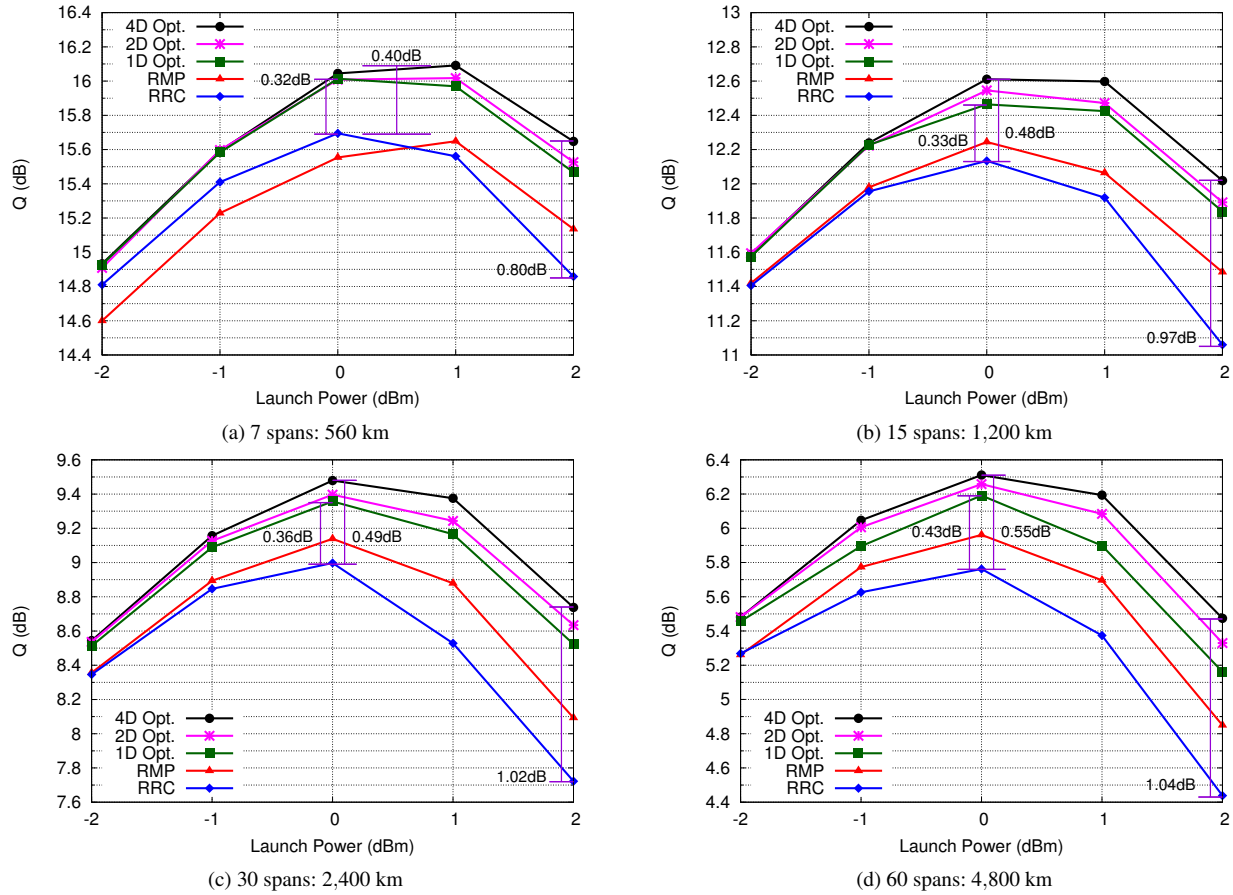 16.4
16.2
16
15.8
15.6
15.4
15.2
15
14.8
14.6
14.4
Q (dB)
4D Opt.
2D Opt.
1D Opt.
RMP
RRC
0.40dB
0.32dB
0.80dB
-2 -1 0 1 2
Launch Power (dBm)
(a) 7 spans: 560 km
13
12.8
12.6
12.4
12.2
12
11.8
11.6
11.4
11.2
11
Q (dB)
4D Opt.
2D Opt.
1D Opt.
RMP
RRC
0.33dB
0.48dB
0.97dB
-2 -1 0 1 2
Launch Power (dBm)
(b) 15 spans: 1,200 km
9.6
9.4
9.2
9
8.8
8.6
8.4
8.2
8
7.8
7.6
Q (dB)
0.36dB
0.49dB
4D Opt.
2D Opt.
1D Opt.
RMP
RRC
1.02dB
-2 -1 0 1 2
Launch Power (dBm)
(c) 30 spans: 2,400 km
6.4
6.2
6
5.8
5.6
5.4
5.2
5
4.8
4.6
4.4
Q (dB)
0.43dB
0.55dB
4D Opt.
2D Opt.
1D Opt.
RMP
RRC
1.04dB
-2 -1 0 1 2
Launch Power (dBm)
(d) 60 spans: 4,800 km